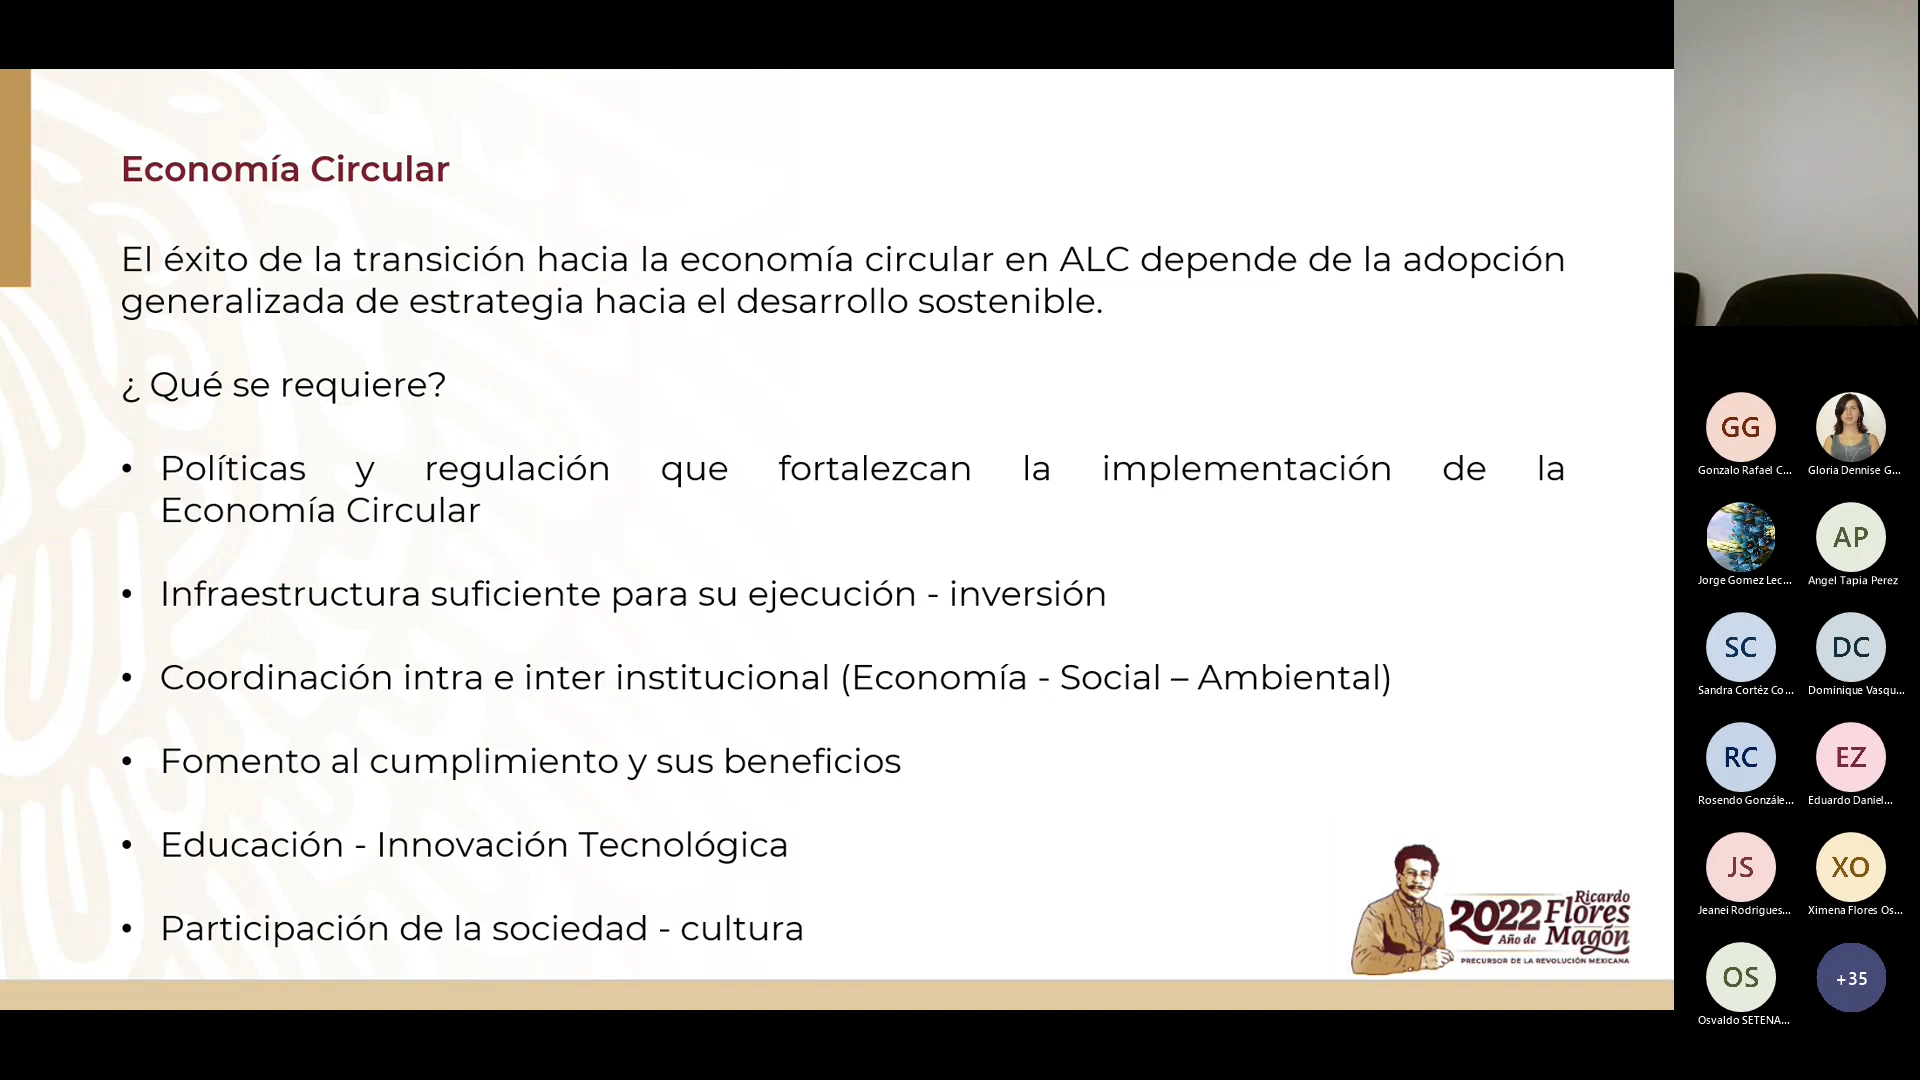 Economía Circular
El éxito de la transición hacia la economía circular en ALC depende de la adopción
generalizada de estrategia hacia el desarrollo sostenible.
¿ Qué se requiere?
• Políticas y regulación que fortalezcan la implementación de la
Economía Circular
• Infraestructura suficiente para su ejecución - inversión
• Coordinación intra e inter institucional (Economía - Social – Ambiental)
• Fomento al cumplimiento y sus beneficios
• Educación - Innovación Tecnológica
• Participación de la sociedad - cultura
2022 Ricardo
Flores
Año de Magón
PRECURSOR DE LA REVOLUCIÓN MEXICANA
GG
Gonzalo Rafael C...
Gloria Dennise G...
Jorge Gomez Lec...
AP
Angel Tapia Perez
SC
Sandra Cortéz Co...
DC
Dominique Vasqu...
RC
Rosendo Gonzále...
EZ
Eduardo Daniel...
JS
Jeanei Rodrigues...
XO
Ximena Flores Os...
OS
Osvaldo SETENA...
+35